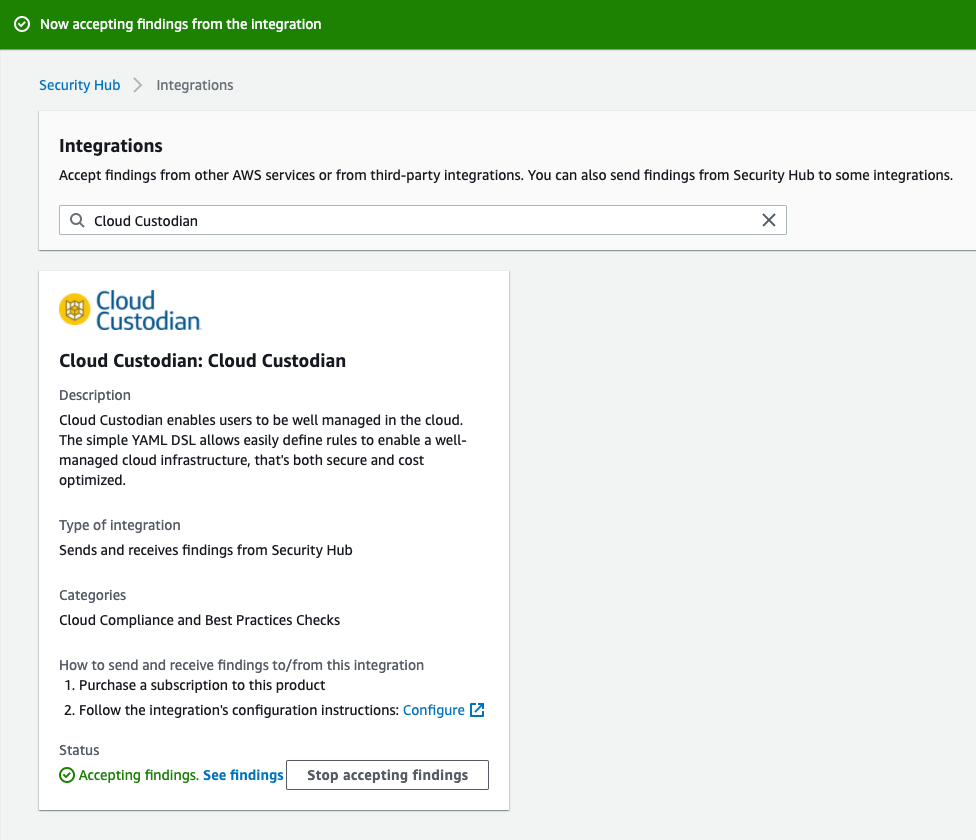 Now accepting findings from the integration
Security Hub
Integrations
Integrations
Accept findings from other AWS services or from third-party integrations. You can also send findings from Security Hub to some integrations.
Cloud Custodian
Cloud
Custodian
Cloud Custodian: Cloud Custodian
Description
Cloud Custodian enables users to be well managed in the cloud.
The simple YAML DSL allows easily define rules to enable a well-
managed cloud infrastructure, that's both secure and cost
optimized.
Type of integration
Sends and receives findings from Security Hub
Categories
Cloud Compliance and Best Practices Checks
How to send and receive findings to/from this integration
1. Purchase a subscription to this product
2. Follow the integration's configuration instructions: Configure
Status
Accepting findings. See findings Stop accepting findings